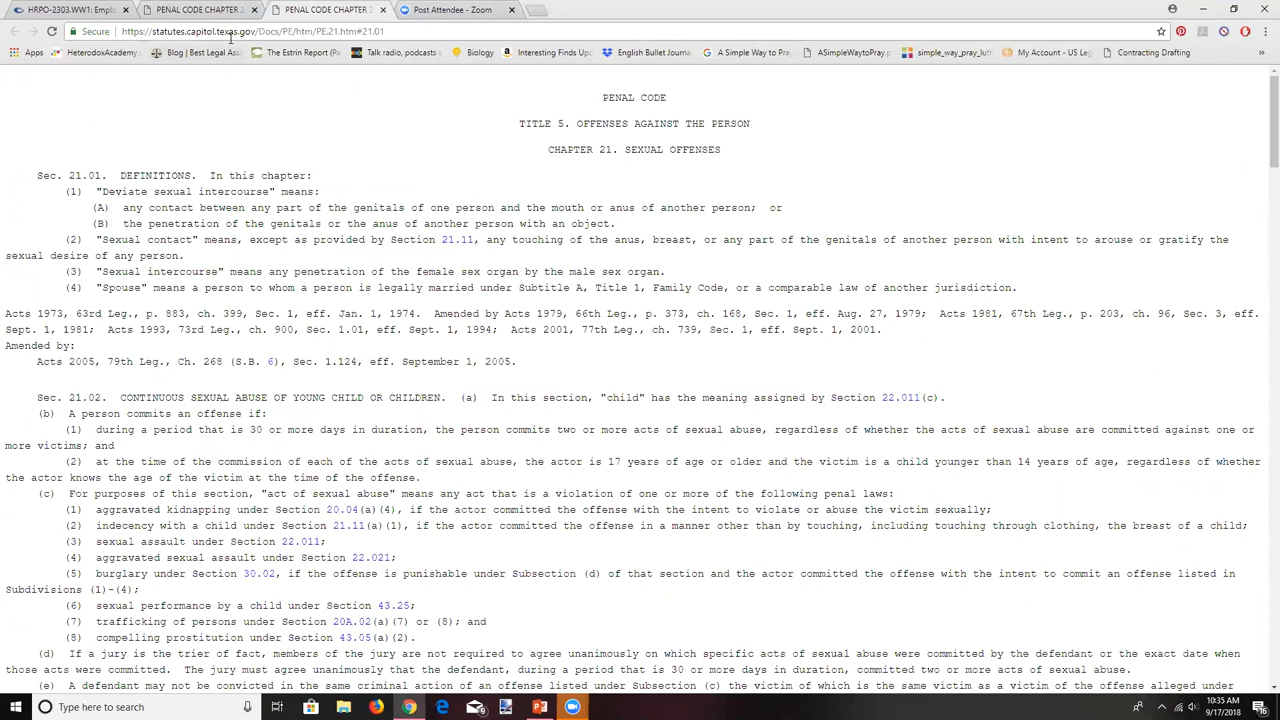 HRPO-2303.WW1: Emplo
PENAL CODE CHAPTER 2
PENAL CODE CHAPTER 2
Post Attendee - Zoom
Secure https://statutes.capitol.texas.gov/Docs/PE/htm/PE.21.htm#21.01
Apps HeterodoxAcademy Blog | Best Legal Assi The Estrin Report (Pa Talk radio, podcasts Biology Interesting Finds Upd English Bullet Journal A Simple Way to Pray ASimpleWaytoPray.pd simple_way_pray_luth My Account - OU.EDU Contracting Drafting
PENAL CODE
TITLE 5. OFFENSES AGAINST THE PERSON
CHAPTER 21. SEXUAL OFFENSES
Sec. 21.01. DEFINITIONS. In this chapter:
(1) "Deviate sexual intercourse" means:
(A) any contact between any part of the genitals of one person and the mouth or anus of another person; or
(B) the penetration of the genitals or the anus of another person with an object.
(2) "Sexual contact" means, except as provided by Section 21.11, any touching of the anus, breast, or any part of the genitals of another person with intent to arouse or gratify the
sexual desire of any person.
(3) "Sexual intercourse" means any penetration of the female sex organ by the male sex organ.
(4) "Spouse" means a person to whom a person is legally married under Subtitle A, Title 1, Family Code, or a comparable law of another jurisdiction.
Acts 1973, 63rd Leg., p. 883, ch. 399, Sec. 1, eff. Jan. 1, 1974. Amended by Acts 1979, 66th Leg., p. 373, ch. 168, Sec. 1, eff. Aug. 27, 1979; Acts 1981, 67th Leg., p. 203, ch. 96, Sec. 3, eff.
Sept. 1, 1981; Acts 1993, 73rd Leg., ch. 900, Sec. 1.01, eff. Sept. 1, 1994; Acts 2001, 77th Leg., ch. 739, Sec. 1, eff. Sept. 1, 2001.
Amended by:
Acts 2005, 79th Leg., Ch. 268 (S.B. 6), Sec. 1.124, eff. September 1, 2005.
Sec. 21.02. CONTINUOUS SEXUAL ABUSE OF YOUNG CHILD OR CHILDREN. (a) In this section, "child" has the meaning assigned by Section 22.011(c).
(b) A person commits an offense if:
(1) during a period that is 30 or more days in duration, the person commits two or more acts of sexual abuse, regardless of whether the acts of sexual abuse are committed against one or
more victims; and
(2) at the time of the commission of each of the acts of sexual abuse, the actor is 17 years of age or older and the victim is a child younger than 14 years of age, regardless of whether
the actor knows the age of the victim at the time of the offense.
(c) For purposes of this section, "act of sexual abuse" means any act that is a violation of one or more of the following penal laws:
(1) aggravated kidnapping under Section 20.04(a)(4), if the actor committed the offense with the intent to violate or abuse the victim sexually;
(2) indecency with a child under Section 21.11(a)(1), if the actor committed the offense in a manner other than by touching, including touching through clothing, the breast of a child;
(3) sexual assault under Section 22.011;
(4) aggravated sexual assault under Section 22.021;
(5) burglary under Section 30.02, if the offense is punishable under Subsection (d) of that section and the actor committed the offense with the intent to commit an offense listed in
Subdivisions (1)-(4);
(6) sexual performance by a child under Section 43.25;
(7) trafficking of persons under Section 20A.02(a)(7) or (8); and
(8) compelling prostitution under Section 43.05(a)(2).
(d) If a jury is the trier of fact, members of the jury are not required to agree unanimously on which specific acts of sexual abuse were committed by the defendant or the exact date when
those acts were committed. The jury must agree unanimously that the defendant, during a period that is 30 or more days in duration, committed two or more acts of sexual abuse.
(e) A defendant may not be convicted in the same criminal action of an offense listed under Subsection (c) the victim of which is the same victim as a victim of the offense alleged under
Type here to search
10:35 AM
9/17/2018